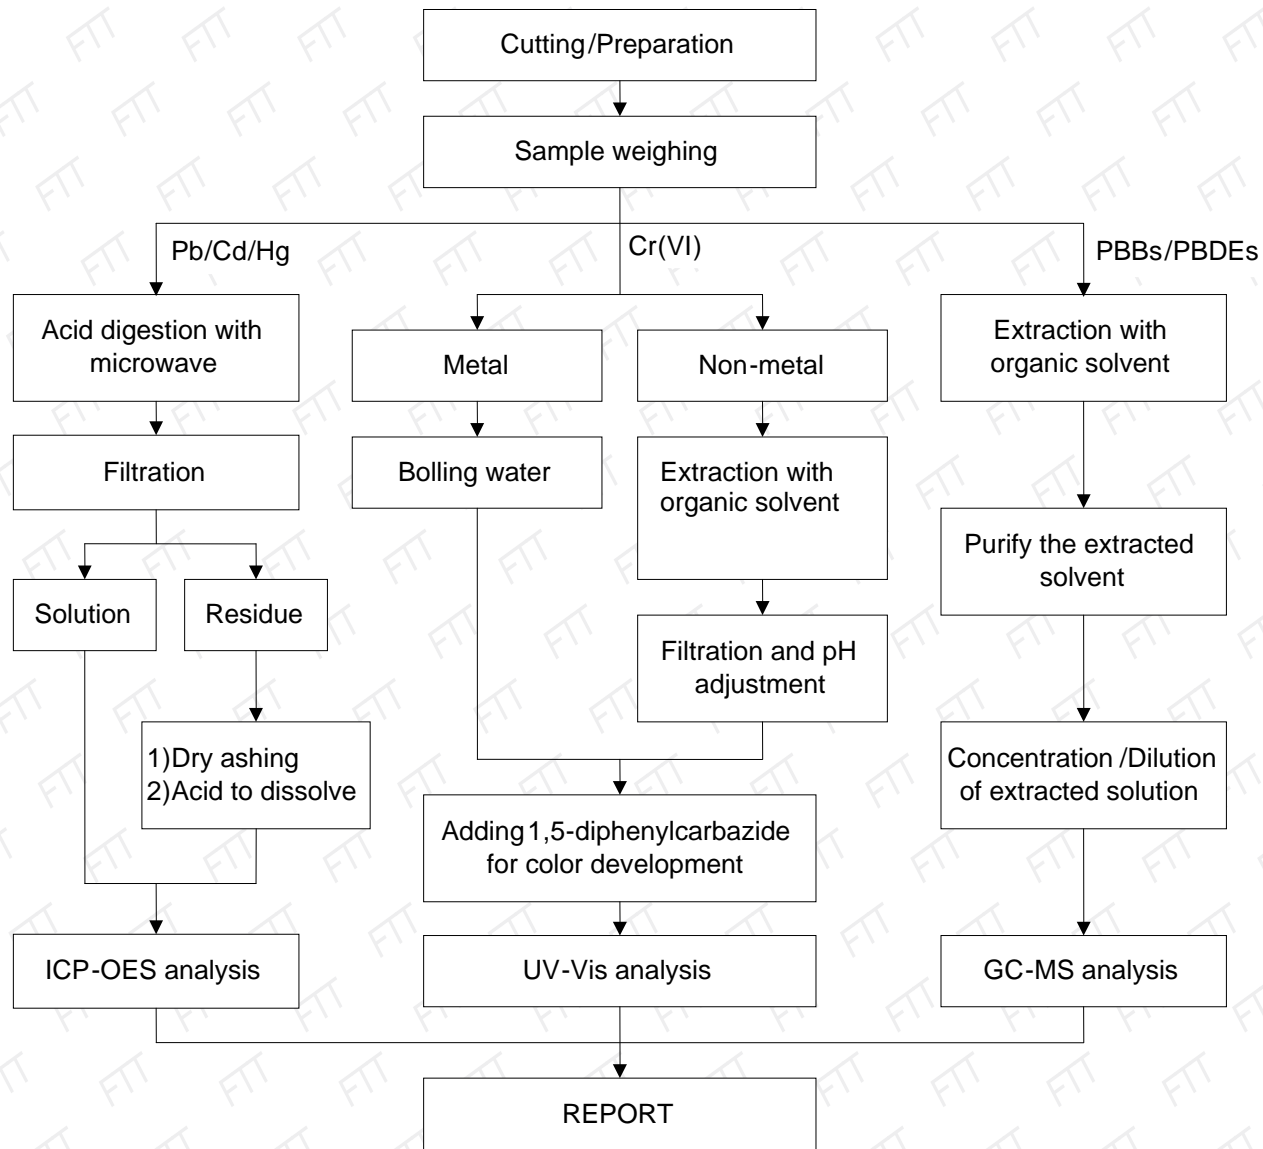 Cutting/Preparation
Sample weighing
Pb/Cd/Hg
Cr(VI)
PBBs/PBDEs
Acid digestion with
microwave
Metal
Non-metal
Extraction with
organic solvent
Filtration
Bolling water
Extraction with
organic solvent
Purify the extracted
solvent
Solution
Residue
Filtration and pH
adjustment
1)Dry ashing
2)Acid to dissolve
Concentration /Dilution
of extracted solution
Adding 1,5-diphenylcarbazide
for color development
ICP-OES analysis
UV-Vis analysis
GC-MS analysis
REPORT